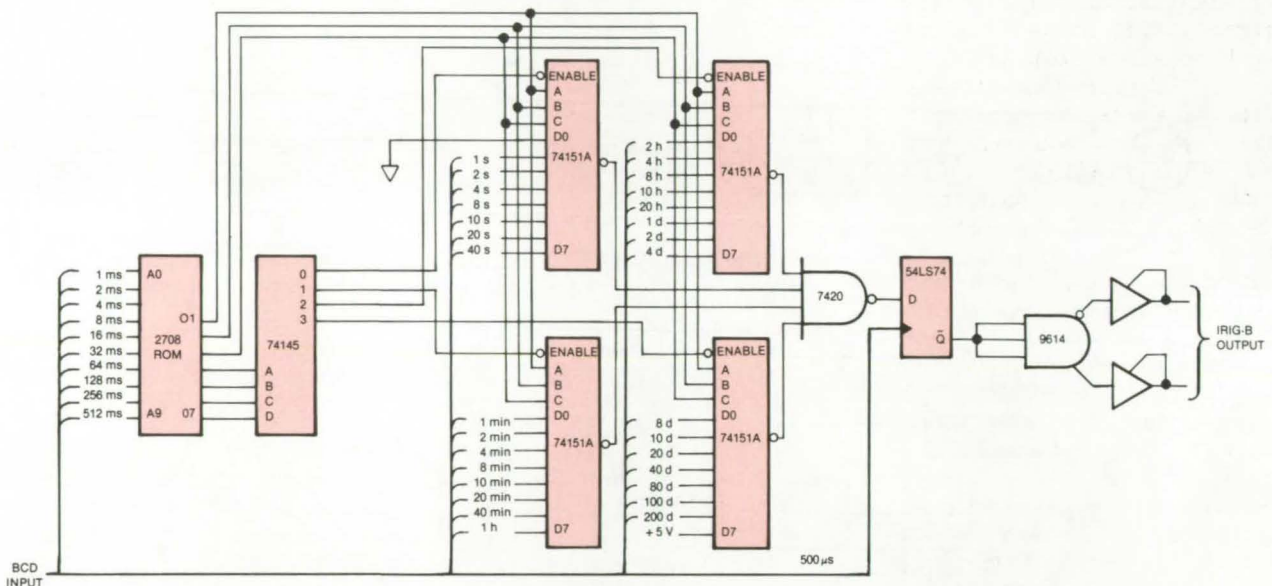 1 ms
2 ms
4 ms
8 ms
16 ms
32 ms
64 ms
128 ms
256 ms
512 ms
A0
O1
2708
ROM
A9
07
74145
0
1
2
3
A
B
C
D
ENABLE
A
B
C
D0
74151A
D7
1 s
2 s
4 s
8 s
10 s
20 s
40 s
ENABLE
A
B
C
D0
74151A
D7
2 h
4 h
8 h
10 h
20 h
1 d
2 d
4 d
ENABLE
A
B
C
D0
74151A
D7
1 min
2 min
4 min
8 min
10 min
20 min
40 min
1 h
ENABLE
A
B
C
D0
74151A
D7
8 d
10 d
20 d
40 d
80 d
100 d
200 d
+ 5 V
7420
54LS74
D
Q̄
9614
IRIG-B
OUTPUT
500 µs
BCD
INPUT